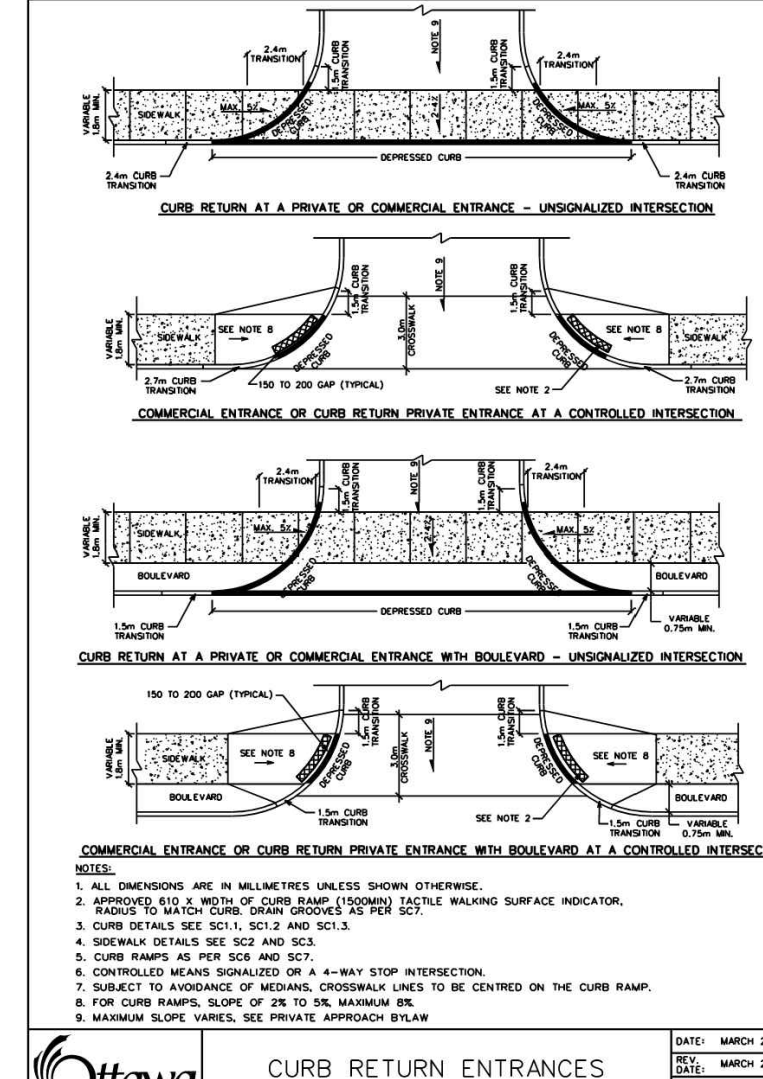 2.4m
TRANSITION
NOTE 9
1.5m CURB
TRANSITION
1.5m CURB
TRANSITION
2.4m
TRANSITION
VARIABLE
1.8m MIN.
SIDEWALK
MAX. 5%
DEPRESSED
CURB
2-4%
DEPRESSED
CURB
MAX. 5%
DEPRESSED CURB
2.4m CURB
TRANSITION
2.4m CURB
TRANSITION
CURB RETURN AT A PRIVATE OR COMMERCIAL ENTRANCE - UNSIGNALIZED INTERSECTION
NOTE 9
1.5m CURB
TRANSITION
1.5m CURB
TRANSITION
VARIABLE
1.8m MIN.
SIDEWALK
SEE NOTE 8
DEPRESSED
CURB
3.0m
CROSSWALK
DEPRESSED
CURB
SEE NOTE 8
SIDEWALK
2.7m CURB
TRANSITION
150 TO 200 GAP (TYPICAL)
SEE NOTE 2
2.7m CURB
TRANSITION
COMMERCIAL ENTRANCE OR CURB RETURN PRIVATE ENTRANCE AT A CONTROLLED INTERSECTION
2.4m
TRANSITION
1.5m CURB
TRANSITION
NOTE 9
1.5m CURB
TRANSITION
2.4m
TRANSITION
VARIABLE
1.8m MIN.
SIDEWALK
MAX. 5%
2-4%
MAX. 5%
BOULEVARD
DEPRESSED
CURB
DEPRESSED
CURB
BOULEVARD
DEPRESSED CURB
1.5m CURB
TRANSITION
1.5m CURB
TRANSITION
VARIABLE
0.75m MIN.
CURB RETURN AT A PRIVATE OR COMMERCIAL ENTRANCE WITH BOULEVARD - UNSIGNALIZED INTERSECTION
150 TO 200 GAP (TYPICAL)
1.5m CURB
TRANSITION
NOTE 9
1.5m CURB
TRANSITION
VARIABLE
1.8m MIN.
SIDEWALK
SEE NOTE 8
DEPRESSED
CURB
3.0m
CROSSWALK
DEPRESSED
CURB
SEE NOTE 8
BOULEVARD
BOULEVARD
1.5m CURB
TRANSITION
SEE NOTE 2
1.5m CURB
TRANSITION
VARIABLE
0.75m MIN.
COMMERCIAL ENTRANCE OR CURB RETURN PRIVATE ENTRANCE WITH BOULEVARD AT A CONTROLLED INTERSEC
NOTES:
1. ALL DIMENSIONS ARE IN MILLIMETRES UNLESS SHOWN OTHERWISE.
2. APPROVED 610 X WIDTH OF CURB RAMP (1500MIN) TACTILE WALKING SURFACE INDICATOR,
RADIUS TO MATCH CURB. DRAIN GROOVES AS PER SC7.
3. CURB DETAILS SEE SC1.1, SC1.2 AND SC1.3.
4. SIDEWALK DETAILS SEE SC2 AND SC3.
5. CURB RAMPS AS PER SC6 AND SC7.
6. CONTROLLED MEANS SIGNALIZED OR A 4-WAY STOP INTERSECTION.
7. SUBJECT TO AVOIDANCE OF MEDIANS, CROSSWALK LINES TO BE CENTRED ON THE CURB RAMP.
8. FOR CURB RAMPS, SLOPE OF 2% TO 5%, MAXIMUM 8%.
9. MAXIMUM SLOPE VARIES, SEE PRIVATE APPROACH BYLAW
Ottawa
CURB RETURN ENTRANCES
DATE: MARCH 2
REV.
DATE: MARCH 2